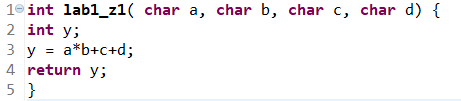 1 int lab1_z1( char a, char b, char c, char d) {
2 int y;
3 y = a*b+c+d;
4 return y;
5 }